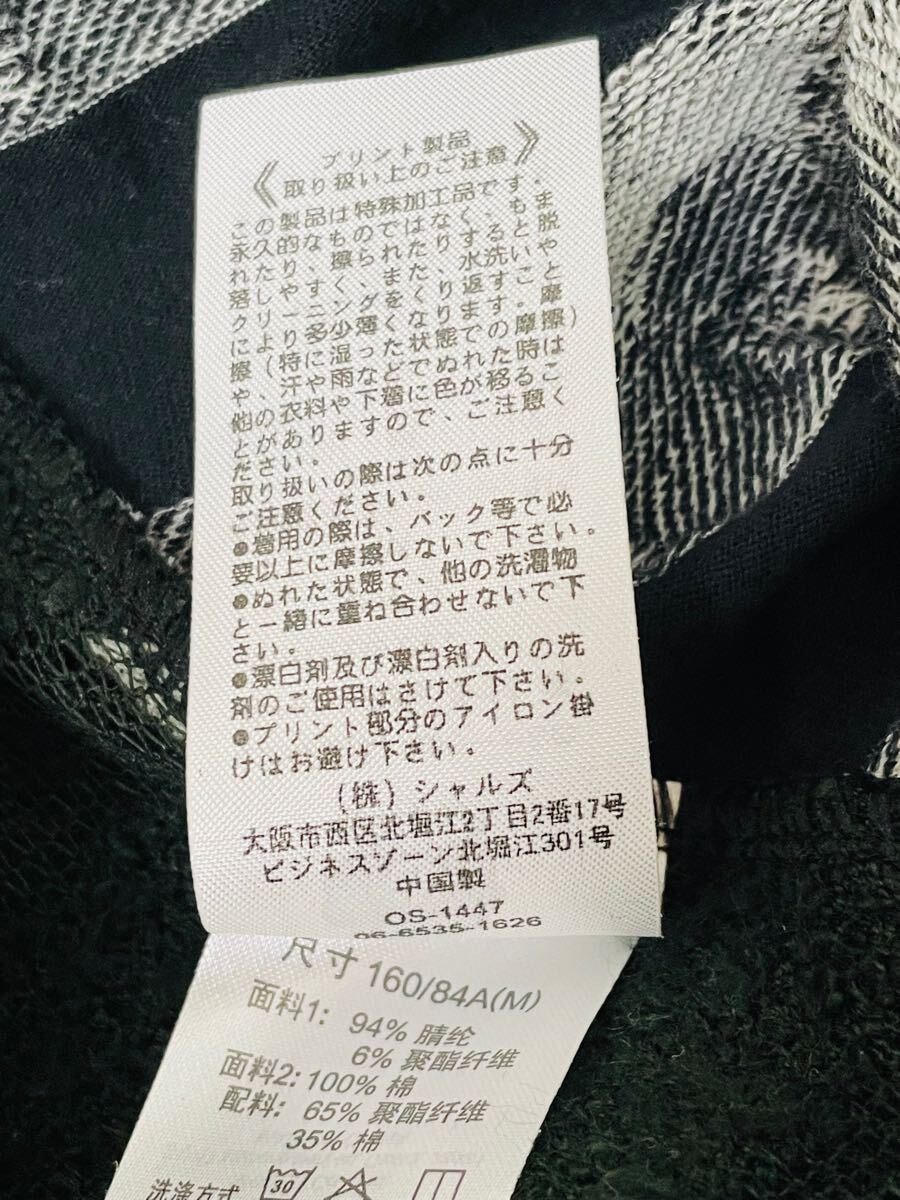 プリント製品
《取り扱い上のご注意》
この製品は特殊加工品です。
永久的なものではなく、もま
れたり、擦られたりすると脱
落しやすく、また、水洗いや
クリーニングをくり返すこと
により多少薄くなります。摩
擦（特に湿った状態での摩擦）
や、汗や雨などでぬれた時は
他の衣料や下着に色が移るこ
とがありますので、ご注意く
ださい。
取り扱いの際は次の点に十分
ご注意ください。
●着用の際は、バック等で必
要以上に摩擦しないで下さい。
●ぬれた状態で、他の洗濯物
と一緒に重ね合わせないで下
さい。
●漂白剤及び漂白剤入りの洗
剤のご使用はさけて下さい。
●プリント部分のアイロン掛
けはお避け下さい。
(株)シャルズ
大阪市西区北堀江2丁目2番17号
ビジネスゾーン北堀江301号
中国製
OS-1447
06-6535-1626
尺寸 160/84A(M)
面料1: 94% 腈纶
6% 聚酯纤维
面料2: 100% 棉
配料: 65% 聚酯纤维
35% 棉
洗涤方式 30